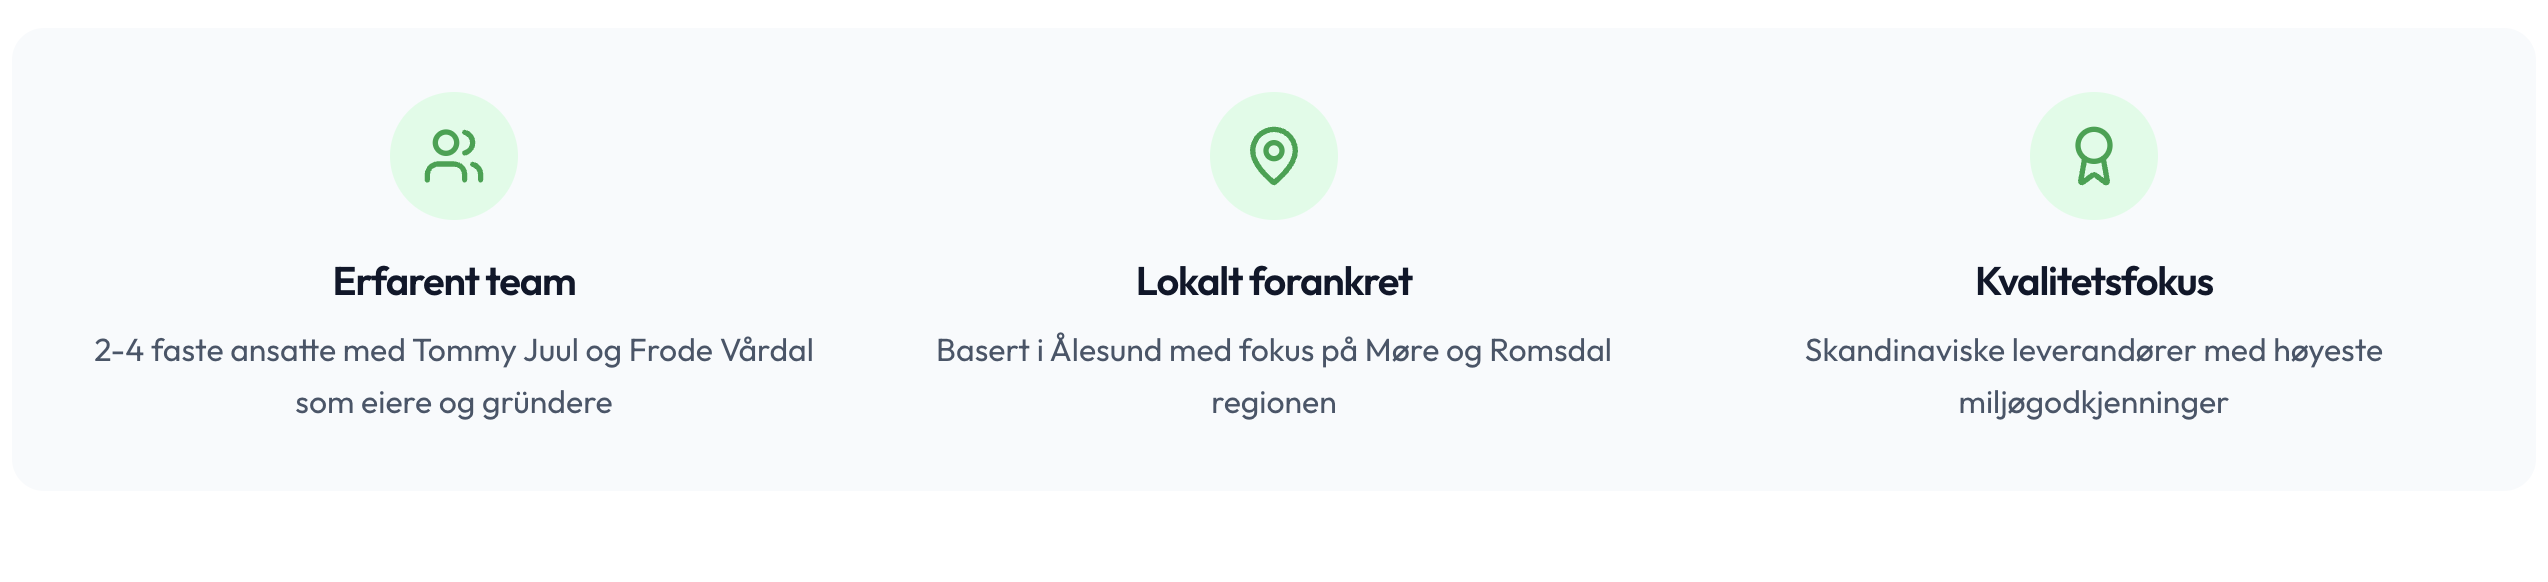 Erfarent team
2-4 faste ansatte med Tommy Juul og Frode Vårdal
som eiere og gründere
Lokalt forankret
Basert i Ålesund med fokus på Møre og Romsdal
regionen
Kvalitetsfokus
Skandinaviske leverandører med høyeste
miljøgodkjenninger